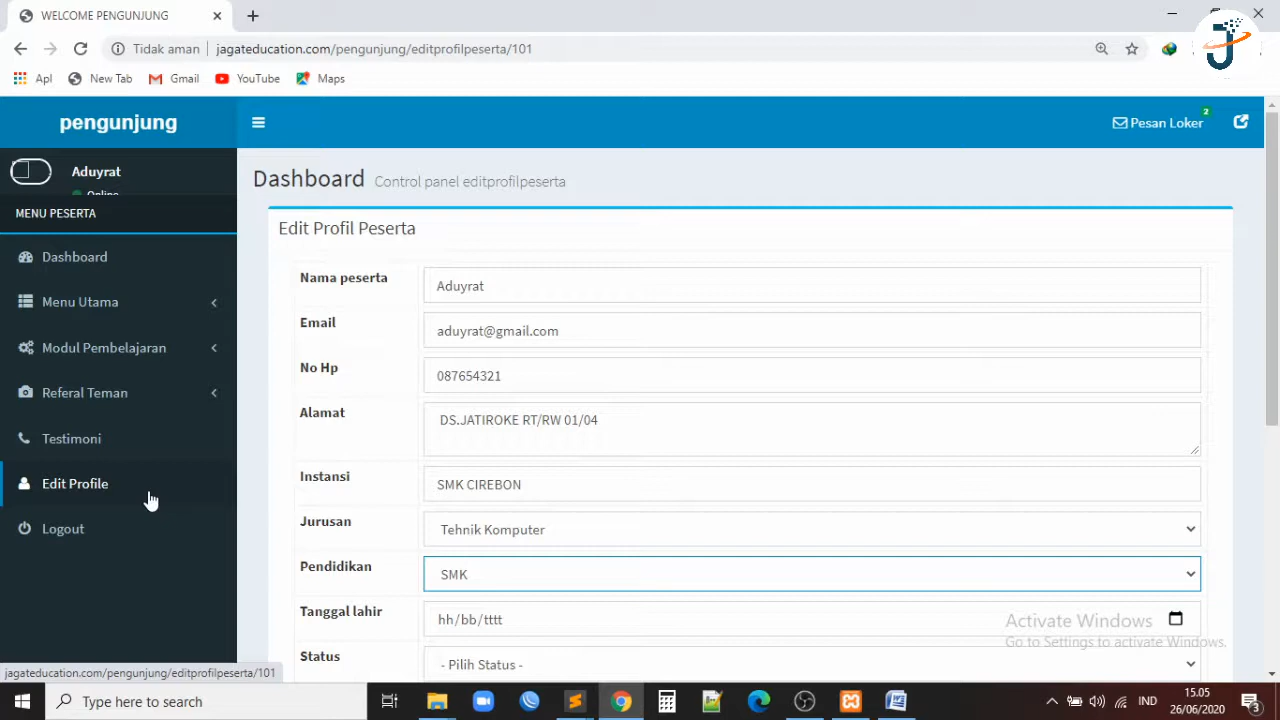 WELCOME PENGUNJUNG
Tidak aman
jagateducation.com/pengunjung/editprofilpeserta/101
Apl
New Tab
Gmail
YouTube
Maps
pengunjung
2
Pesan Loker
Aduyrat
Online
MENU PESERTA
Dashboard
Menu Utama
Modul Pembelajaran
Referal Teman
Testimoni
Edit Profile
Logout
Dashboard Control panel editprofilpeserta
Edit Profil Peserta
Nama peserta
Aduyrat
Email
aduyrat@gmail.com
No Hp
087654321
Alamat
DS.JATIROKE RT/RW 01/04
Instansi
SMK CIREBON
Jurusan
Tehnik Komputer
Pendidikan
SMK
Tanggal lahir
hh/bb/tttt
Status
- Pilih Status -
Activate Windows
Go to Settings to activate Windows.
jagateducation.com/pengunjung/editprofilpeserta/101
Type here to search
IND
15.05
26/06/2020
3